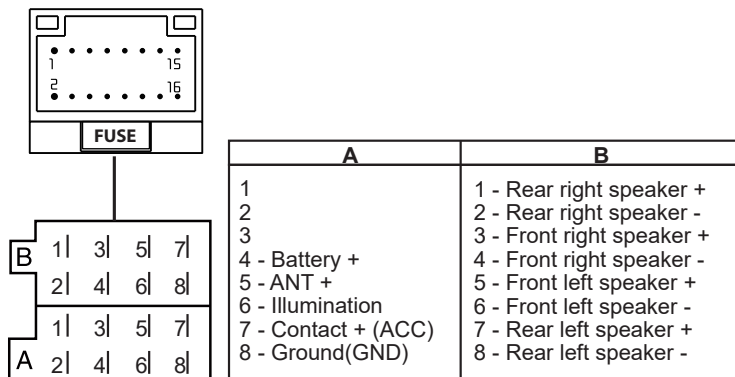 1 15
2 16
FUSE
B 1 3 5 7
2 4 6 8
A 1 3 5 7
2 4 6 8
A B
1 1 - Rear right speaker +
2 2 - Rear right speaker -
3 3 - Front right speaker +
4 - Battery + 4 - Front right speaker -
5 - ANT + 5 - Front left speaker +
6 - Illumination 6 - Front left speaker -
7 - Contact + (ACC) 7 - Rear left speaker +
8 - Ground(GND) 8 - Rear left speaker -